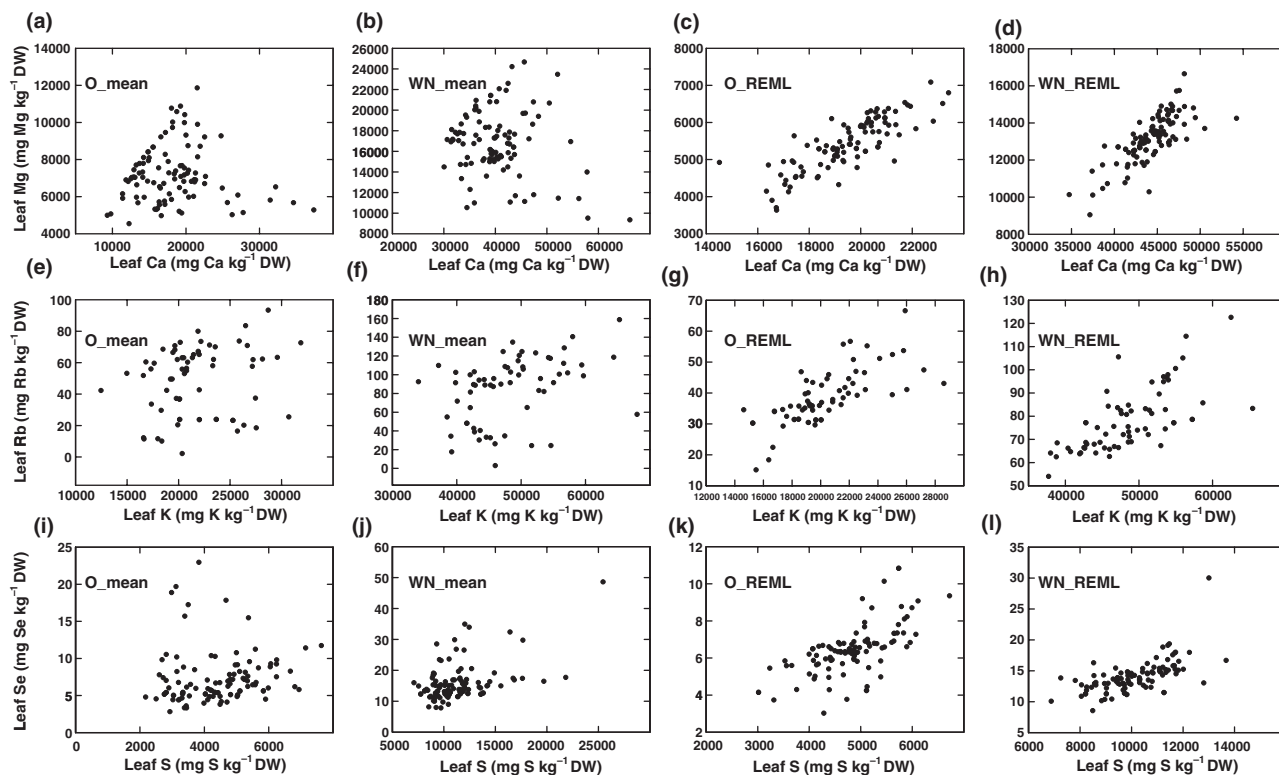 (a) (b) (c) (d)
14000 12000 10000 8000 6000 4000
Leaf Mg (mg Mg kg⁻¹ DW)
O_mean
10000 20000 30000
Leaf Ca (mg Ca kg⁻¹ DW)
26000 24000 22000 20000 18000 16000 14000 12000 10000 8000
WN_mean
20000 30000 40000 50000 60000
Leaf Ca (mg Ca kg⁻¹ DW)
8000 7000 6000 5000 4000 3000
O_REML
14000 16000 18000 20000 22000
Leaf Ca (mg Ca kg⁻¹ DW)
18000 16000 14000 12000 10000 8000
WN_REML
30000 35000 40000 45000 50000 55000
Leaf Ca (mg Ca kg⁻¹ DW)
(e) (f) (g) (h)
100 80 60 40 20 0
Leaf Rb (mg Rb kg⁻¹ DW)
O_mean
10000 15000 20000 25000 30000
Leaf K (mg K kg⁻¹ DW)
180 160 140 120 100 80 60 40 20 0
WN_mean
30000 40000 50000 60000
Leaf K (mg K kg⁻¹ DW)
70 60 50 40 30 20 10
O_REML
12000 14000 16000 18000 20000 22000 24000 26000 28000
Leaf K (mg K kg⁻¹ DW)
130 120 110 100 90 80 70 60 50
WN_REML
40000 50000 60000
Leaf K (mg K kg⁻¹ DW)
(i) (j) (k) (l)
25 20 15 10 5 0
Leaf Se (mg Se kg⁻¹ DW)
O_mean
0 2000 4000 6000
Leaf S (mg S kg⁻¹ DW)
60 50 40 30 20 10 0
WN_mean
5000 10000 15000 20000 25000
Leaf S (mg S kg⁻¹ DW)
12 10 8 6 4 2
O_REML
2000 3000 4000 5000 6000
Leaf S (mg S kg⁻¹ DW)
35 30 25 20 15 10 5
WN_REML
6000 8000 10000 12000 14000
Leaf S (mg S kg⁻¹ DW)